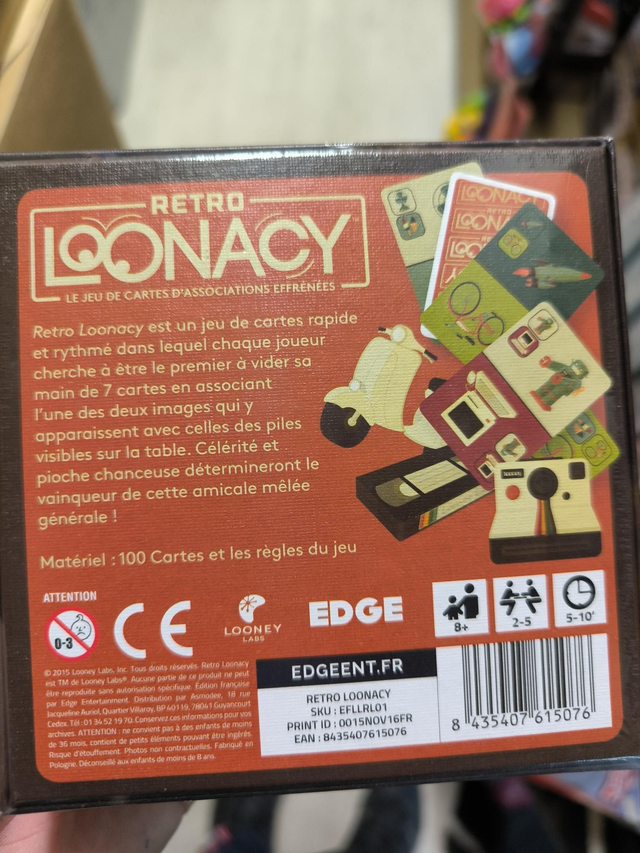 RETRO
LOONACY
LE JEU DE CARTES D'ASSOCIATIONS EFFRÉNÉES
Retro Loonacy est un jeu de cartes rapide
et rythmé dans lequel chaque joueur
cherche à être le premier à vider sa
main de 7 cartes en associant
l'une des deux images qui y
apparaissent avec celles des piles
visibles sur la table. Célérité et
pioche chanceuse détermineront le
vainqueur de cette amicale mêlée
générale !
Matériel : 100 Cartes et les règles du jeu
ATTENTION
0-3
CE
LOONEY
LABS
EDGE
8+
2-5
5-10'
© 2015 Looney Labs, Inc. Tous droits réservés. Retro Loonacy
est TM de Looney Labs®. Aucune partie de ce produit ne peut
être reproduite sans autorisation spécifique. Édition française
par Edge Entertainment. Distribution par Asmodee, 18 rue
Jacqueline Auriol, Quartier Villaroy, BP 40119, 78041 Guyancourt
Cedex. Tél. 01 34 52 19 70. Conservez ces informations pour vos
archives. ATTENTION : ne convient pas à des enfants de moins
de 36 mois, contient de petits éléments pouvant être ingérés.
Risque d'étouffement. Photos non contractuelles. Fabriqué en
Pologne. Déconseillé aux enfants de moins de 8 ans.
EDGEENT.FR
RETRO LOONACY
SKU : EFLLRL01
PRINT ID : 0015NOV16FR
EAN : 8435407615076
8 435407 615076